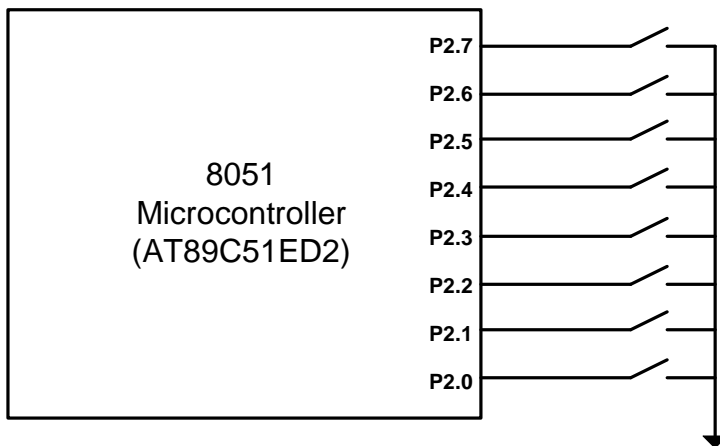 P2.7
P2.6
P2.5
8051
P2.4
Microcontroller
P2.3
(AT89C51ED2)
P2.2
P2.1
P2.0